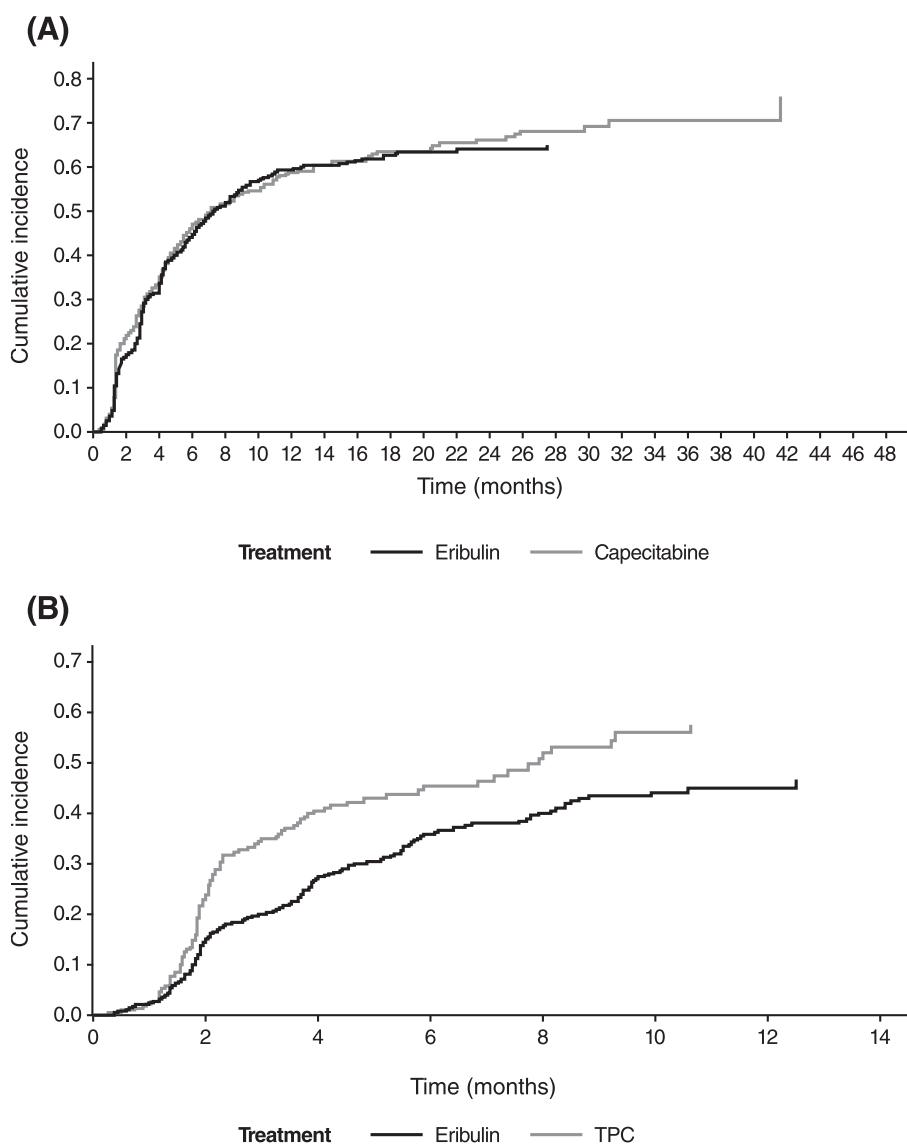 (A)
0.8
0.7
0.6
0.5
0.4
0.3
0.2
0.1
0.0
Cumulative incidence
0 2 4 6 8 10 12 14 16 18 20 22 24 26 28 30 32 34 36 38 40 42 44 46 48
Time (months)
Treatment Eribulin Capecitabine
(B)
0.7
0.6
0.5
0.4
0.3
0.2
0.1
0.0
Cumulative incidence
0 2 4 6 8 10 12 14
Time (months)
Treatment Eribulin TPC